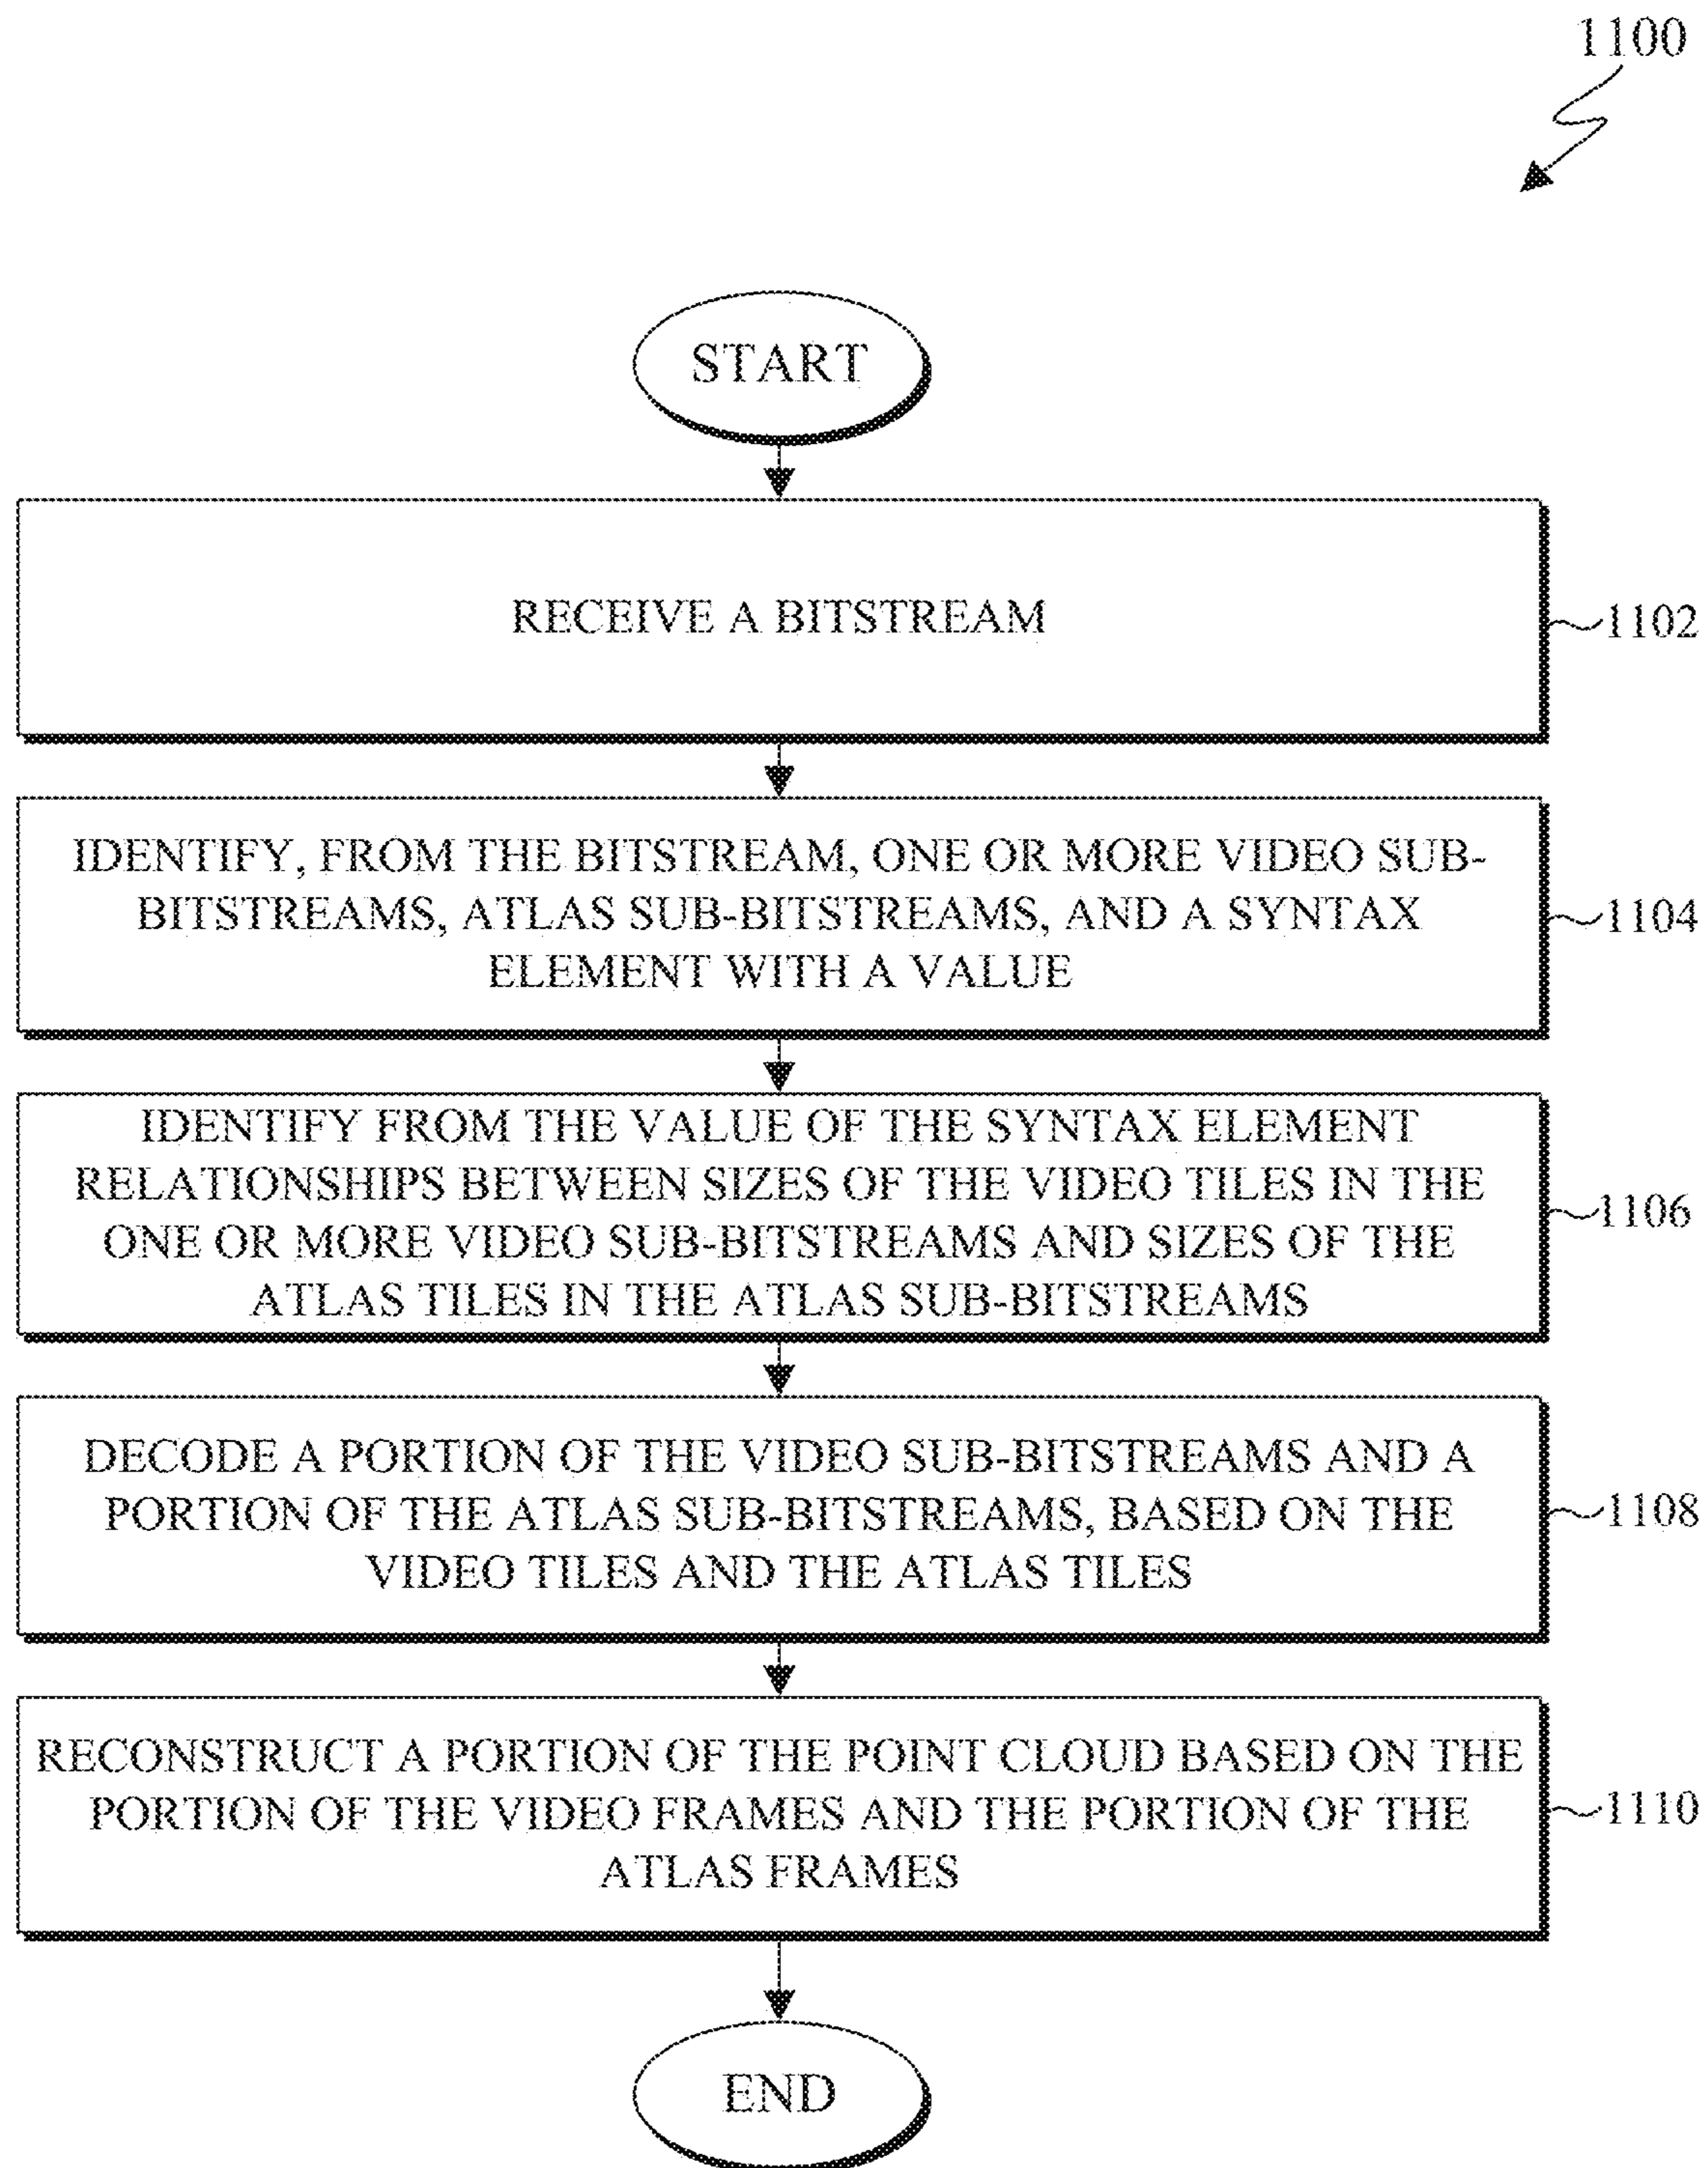 1100
START
RECEIVE A BITSTREAM
1102
IDENTIFY, FROM THE BITSTREAM, ONE OR MORE VIDEO SUB-
BITSTREAMS, ATLAS SUB-BITSTREAMS, AND A SYNTAX
ELEMENT WITH A VALUE
1104
IDENTIFY FROM THE VALUE OF THE SYNTAX ELEMENT
RELATIONSHIPS BETWEEN SIZES OF THE VIDEO TILES IN THE
ONE OR MORE VIDEO SUB-BITSTREAMS AND SIZES OF THE
ATLAS TILES IN THE ATLAS SUB-BITSTREAMS
1106
DECODE A PORTION OF THE VIDEO SUB-BITSTREAMS AND A
PORTION OF THE ATLAS SUB-BITSTREAMS, BASED ON THE
VIDEO TILES AND THE ATLAS TILES
1108
RECONSTRUCT A PORTION OF THE POINT CLOUD BASED ON THE
PORTION OF THE VIDEO FRAMES AND THE PORTION OF THE
ATLAS FRAMES
1110
END